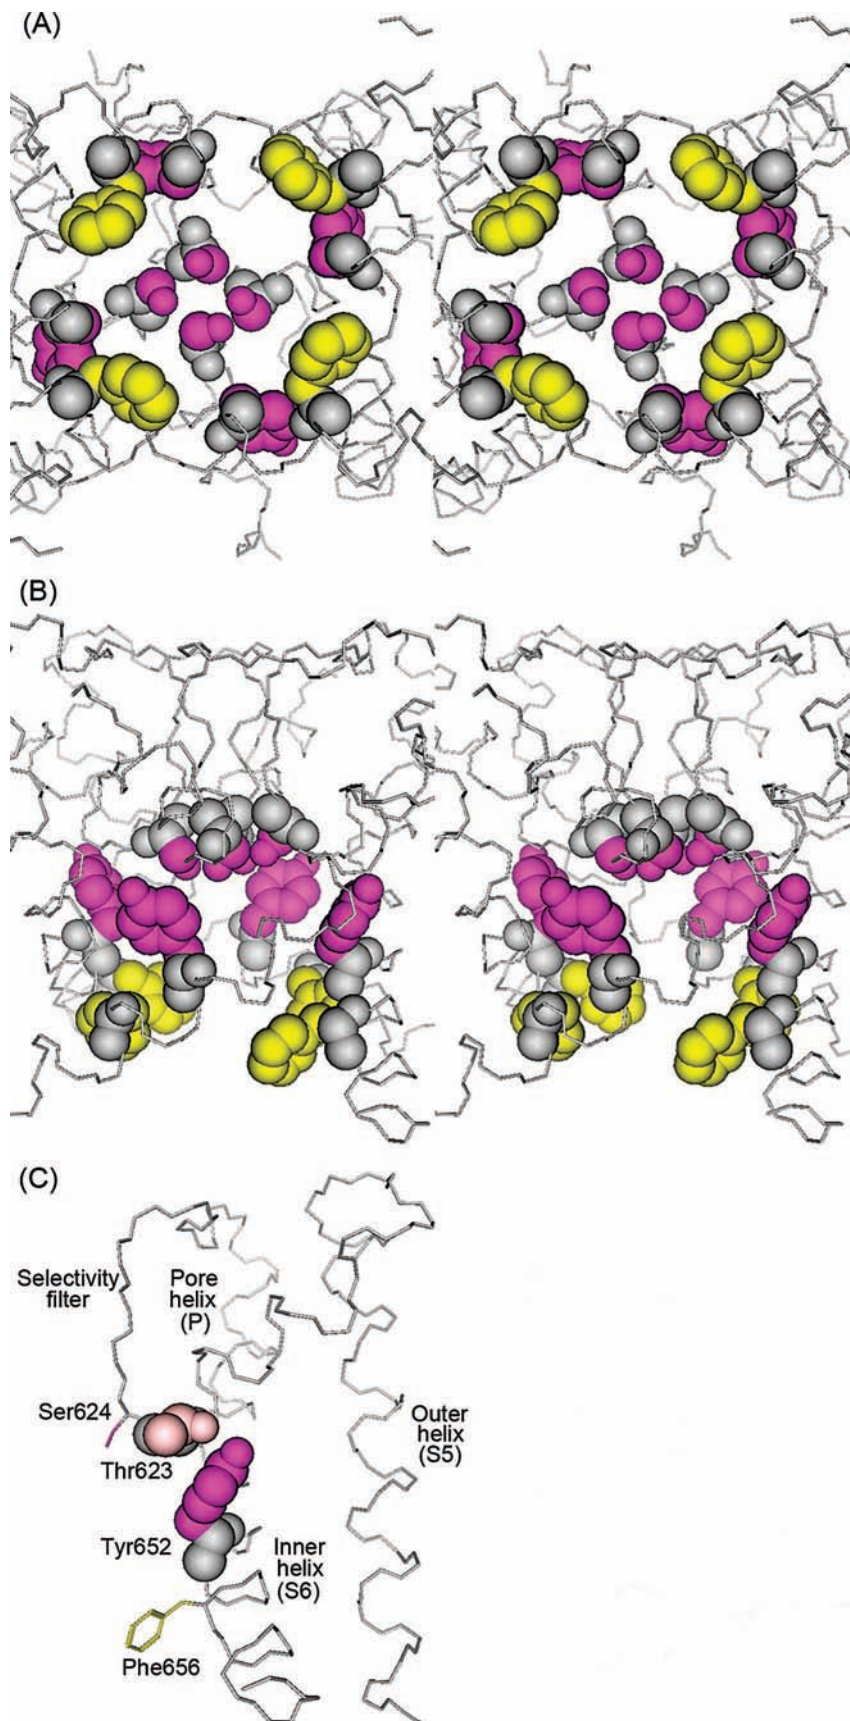 (A)
(B)
(C)
Selectivity
filter
Pore
helix
(P)
Ser624
Thr623
Outer
helix
(S5)
Tyr652
Inner
helix
(S6)
Phe656